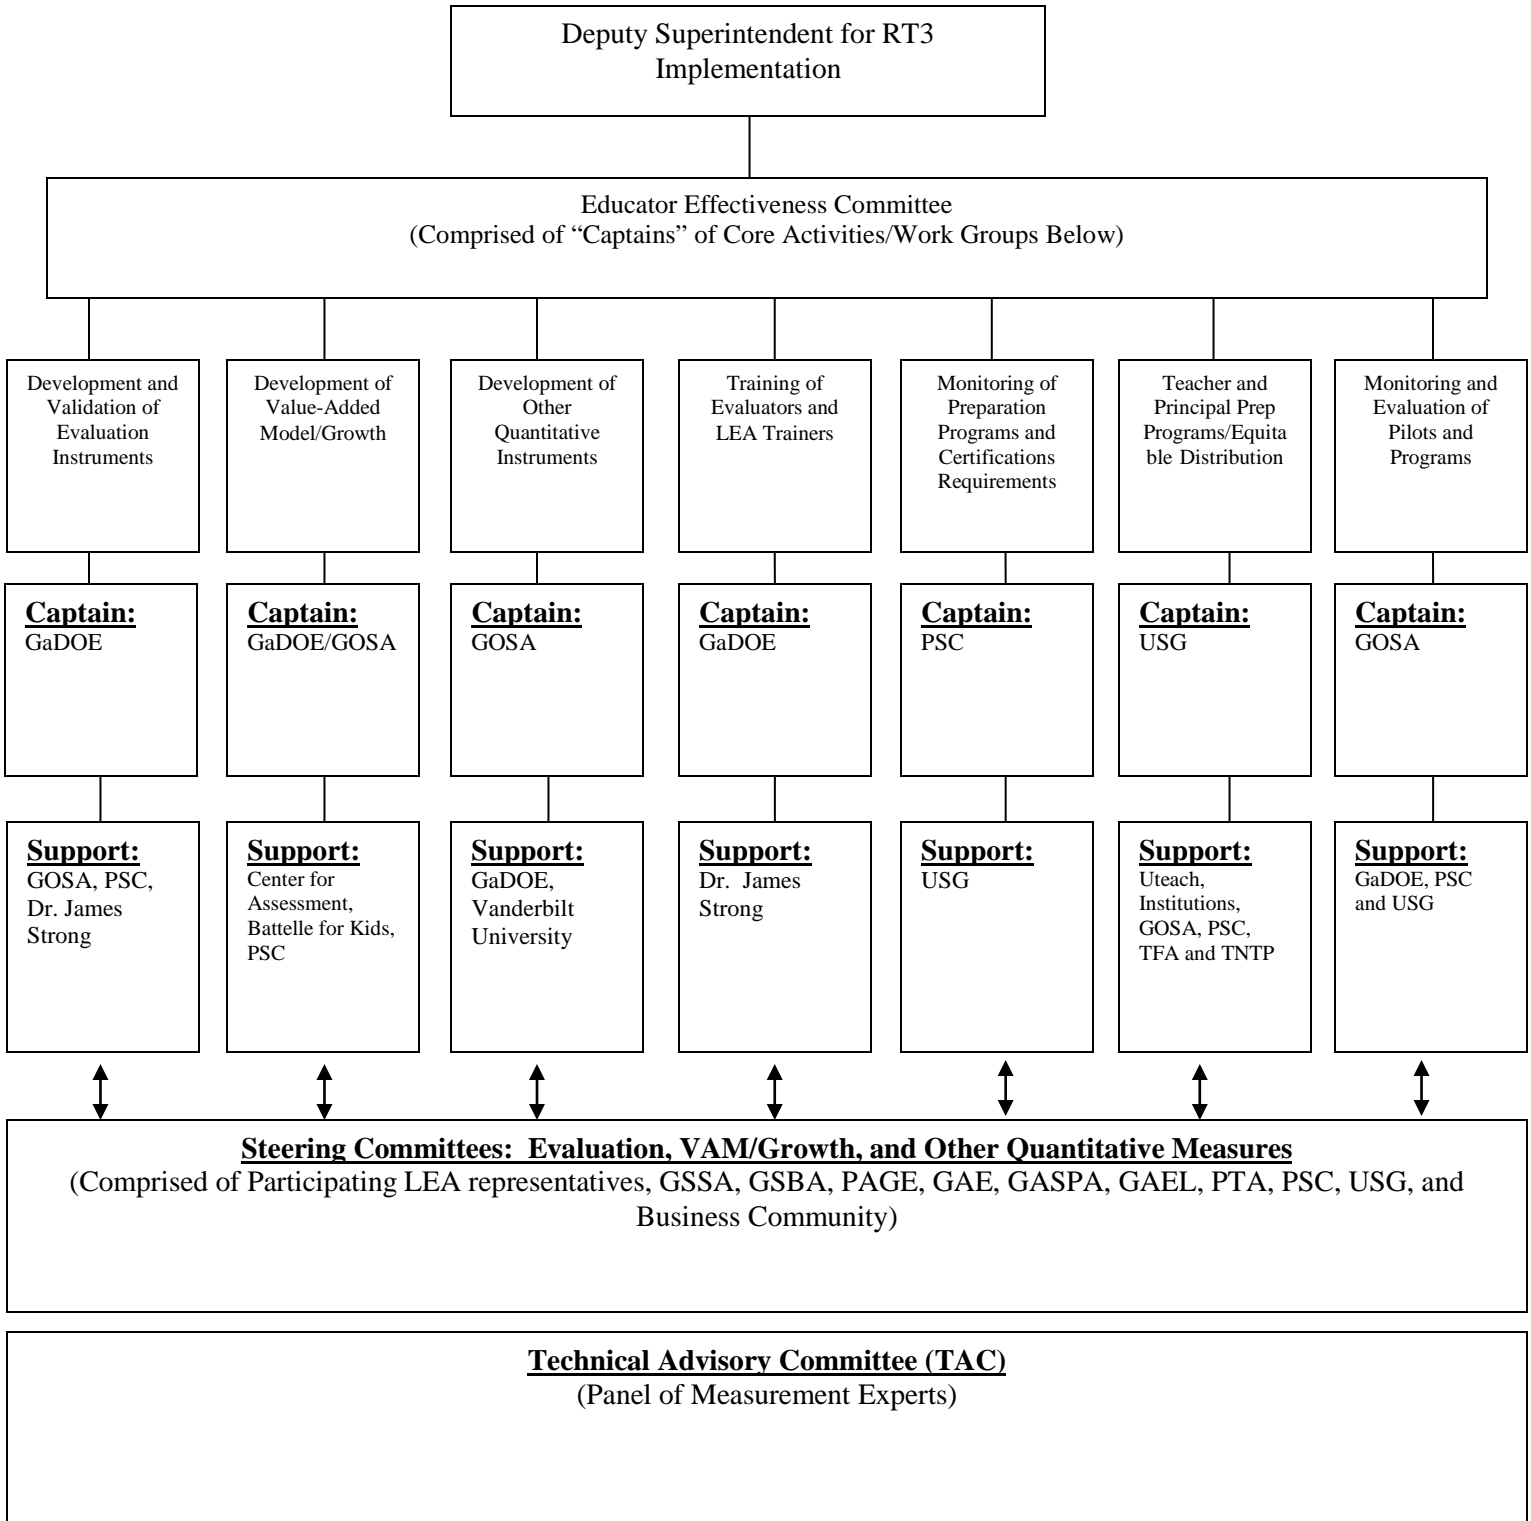 Deputy Superintendent for RT3
Implementation
Educator Effectiveness Committee
(Comprised of “Captains” of Core Activities/Work Groups Below)
Development and
Validation of
Evaluation
Instruments
Development of
Value-Added
Model/Growth
Development of
Other
Quantitative
Instruments
Training of
Evaluators and
LEA Trainers
Monitoring of
Preparation
Programs and
Certifications
Requirements
Teacher and
Principal Prep
Programs/Equita
ble Distribution
Monitoring and
Evaluation of
Pilots and
Programs
Captain:
GaDOE
Captain:
GaDOE/GOSA
Captain:
GOSA
Captain:
GaDOE
Captain:
PSC
Captain:
USG
Captain:
GOSA
Support:
GOSA, PSC,
Dr. James
Strong
Support:
Center for
Assessment,
Battelle for Kids,
PSC
Support:
GaDOE,
Vanderbilt
University
Support:
Dr. James
Strong
Support:
USG
Support:
Uteach,
Institutions,
GOSA, PSC,
TFA and TNTP
Support:
GaDOE, PSC
and USG
Steering Committees: Evaluation, VAM/Growth, and Other Quantitative Measures
(Comprised of Participating LEA representatives, GSSA, GSBA, PAGE, GAE, GASPA, GAEL, PTA, PSC, USG, and
Business Community)
Technical Advisory Committee (TAC)
(Panel of Measurement Experts)